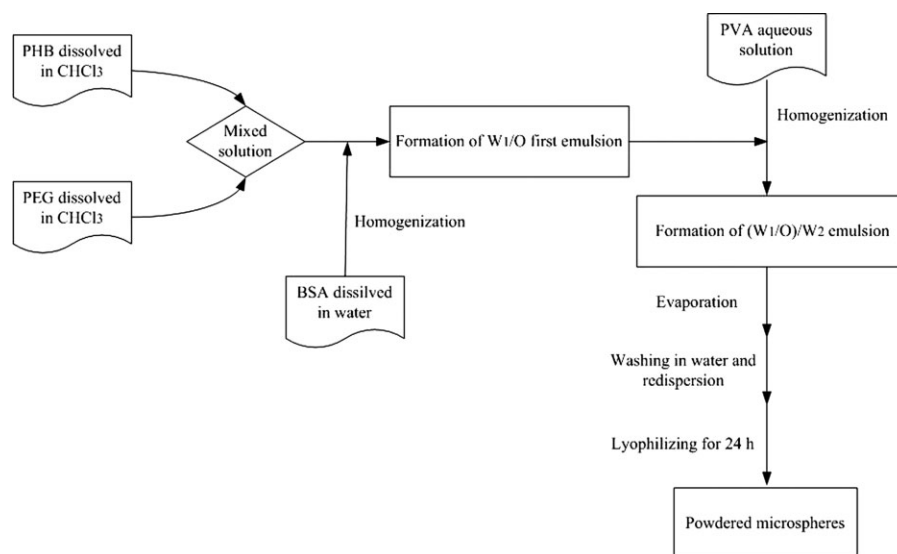 PHB dissolved
in CHCl3
PVA aqueous
solution
Mixed
solution
Homogenization
Formation of W1/O first emulsion
PEG dissolved
in CHCl3
Homogenization
Formation of (W1/O)/W2 emulsion
BSA dissilved
in water
Evaporation
Washing in water and
redispersion
Lyophilizing for 24 h
Powdered microspheres